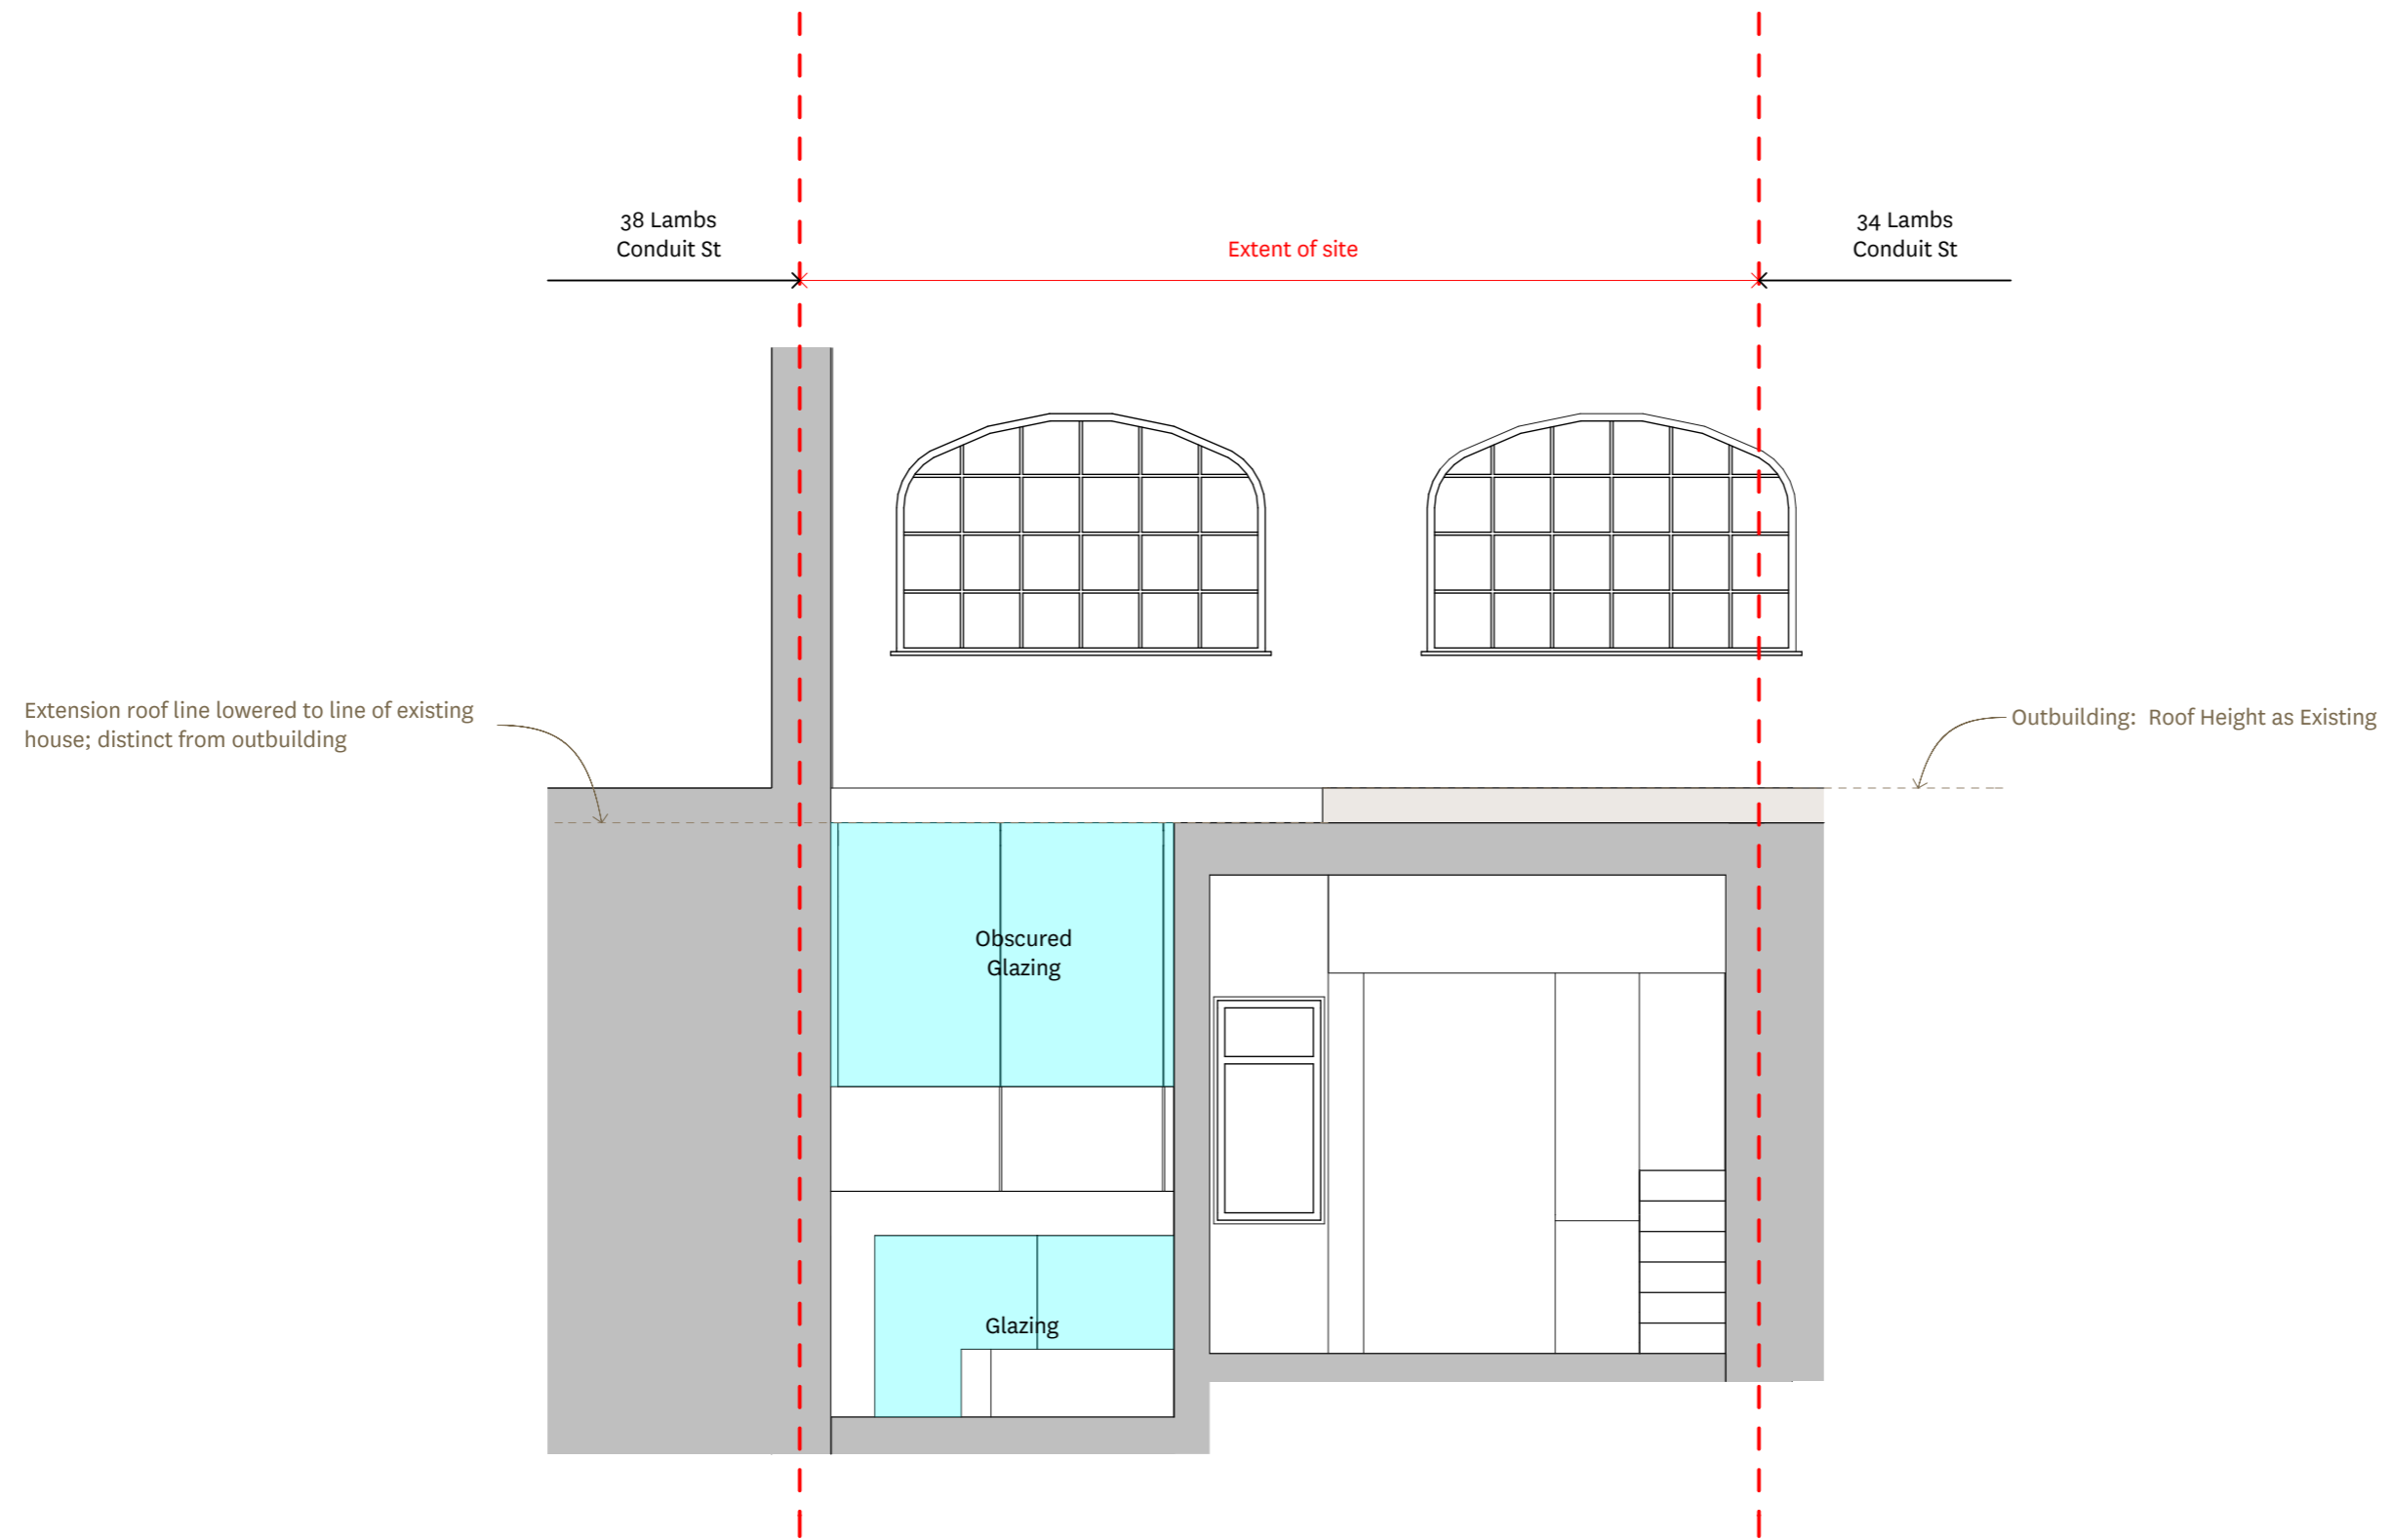 38 Lambs
Conduit St
Extent of site
34 Lambs
Conduit St
Extension roof line lowered to line of existing
house; distinct from outbuilding
Outbuilding:  Roof Height as Existing
Obscured
Glazing
Glazing